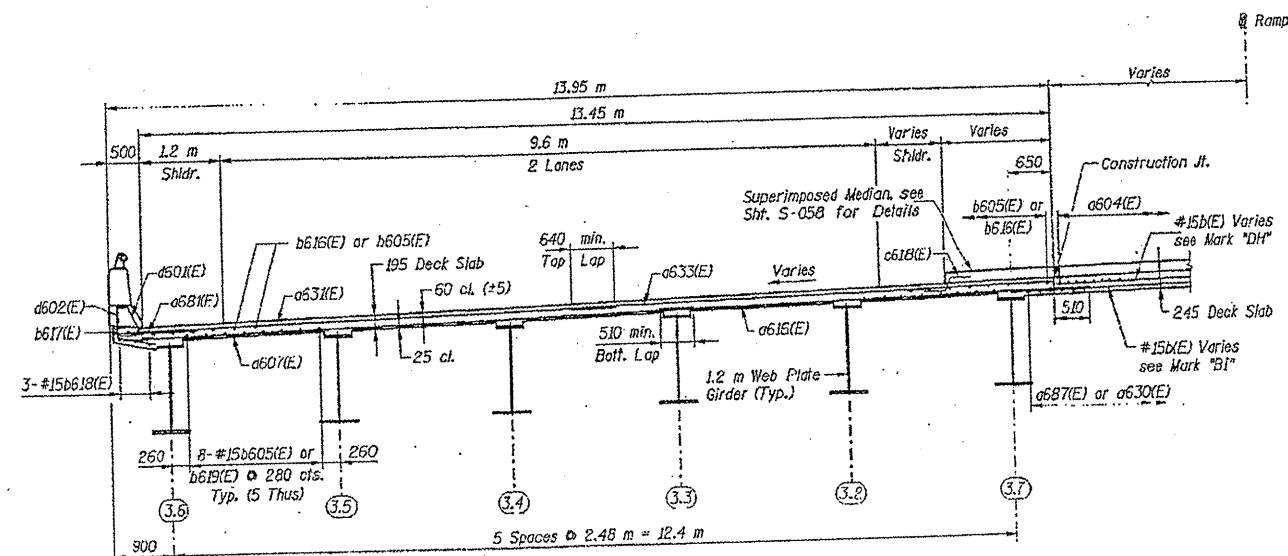 ℄ Ramp
13.95 m
Varies
13.45 m
500
1.2 m
Shldr.
9.6 m
2 Lanes
Varies
Shldr.
Varies
650
Construction Jt.
Superimposed Median, see
Sht. S-058 for Details
b605(E) or
b616(E)
a604(E)
#15b(E) Varies
see Mark "DH"
b616(E) or b605(E)
640 min.
Top Lap
d501(E)
195 Deck Slab
c618(E)
d602(E)
a681(E)
a631(E)
60 cl. (±5)
a633(E)
Varies
b617(E)
a607(E)
25 cl.
510 min.
Bott. Lap
a616(E)
510
245 Deck Slab
#15b(E) Varies
see Mark "BI"
3-#15b618(E)
1.2 m Web Plate
Girder (Typ.)
a687(E) or a630(E)
260
8-#15b605(E) or
b619(E) @ 280 cts.
Typ. (5 Thus)
260
3.6
3.5
3.4
3.3
3.2
3.7
900
5 Spaces @ 2.48 m = 12.4 m